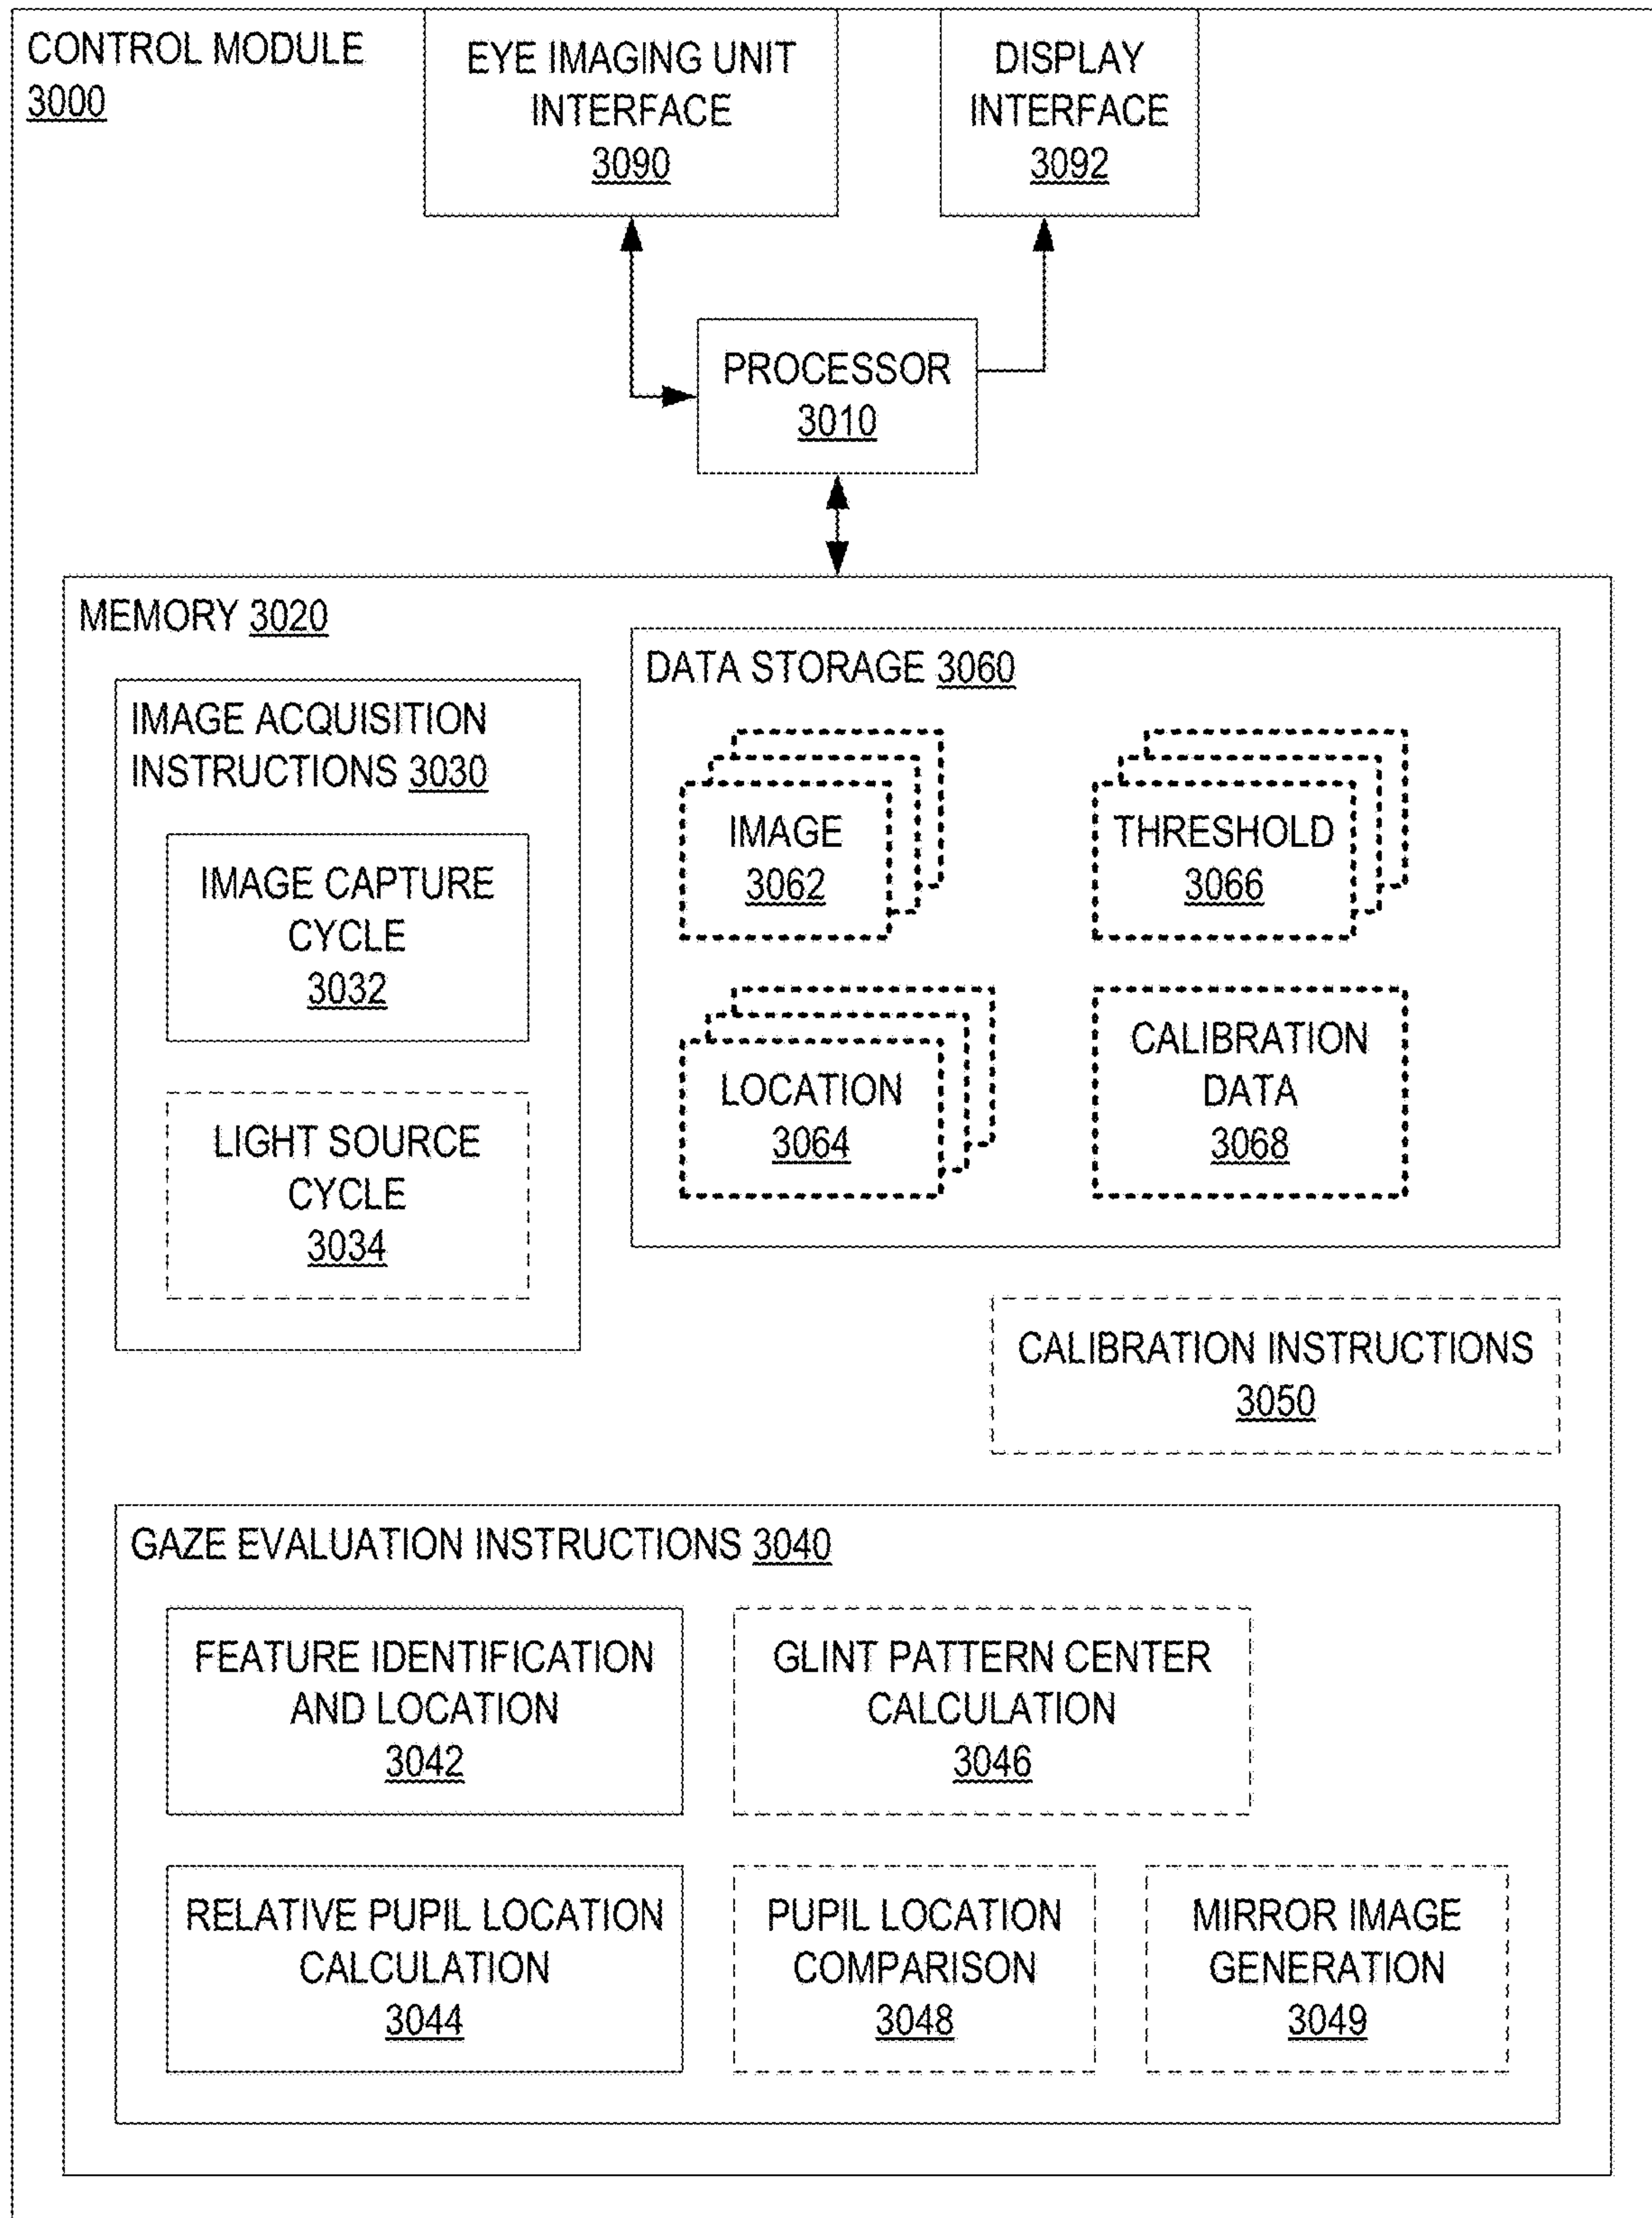 CONTROL MODULE
3000
EYE IMAGING UNIT
INTERFACE
3090
DISPLAY
INTERFACE
3092
PROCESSOR
3010
MEMORY 3020
IMAGE ACQUISITION
INSTRUCTIONS 3030
IMAGE CAPTURE
CYCLE
3032
LIGHT SOURCE
CYCLE
3034
DATA STORAGE 3060
IMAGE
3062
THRESHOLD
3066
LOCATION
3064
CALIBRATION
DATA
3068
CALIBRATION INSTRUCTIONS
3050
GAZE EVALUATION INSTRUCTIONS 3040
FEATURE IDENTIFICATION
AND LOCATION
3042
GLINT PATTERN CENTER
CALCULATION
3046
RELATIVE PUPIL LOCATION
CALCULATION
3044
PUPIL LOCATION
COMPARISON
3048
MIRROR IMAGE
GENERATION
3049